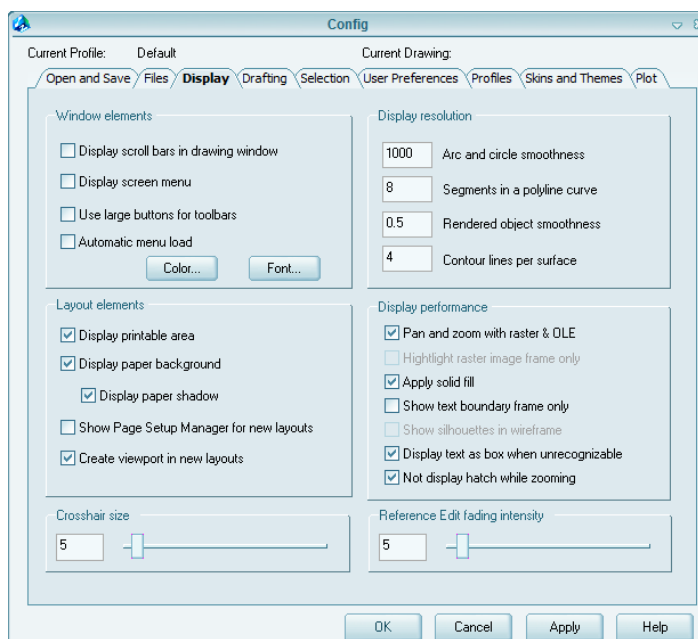 Config
Current Profile: Default Current Drawing:
Open and Save Files Display Drafting Selection User Preferences Profiles Skins and Themes Plot
Window elements
Display scroll bars in drawing window
Display screen menu
Use large buttons for toolbars
Automatic menu load
Color... Font...
Display resolution
1000 Arc and circle smoothness
8 Segments in a polyline curve
0.5 Rendered object smoothness
4 Contour lines per surface
Layout elements
Display printable area
Display paper background
Display paper shadow
Show Page Setup Manager for new layouts
Create viewport in new layouts
Display performance
Pan and zoom with raster & OLE
Hightlight raster image frame only
Apply solid fill
Show text boundary frame only
Show silhouettes in wireframe
Display text as box when unrecognizable
Not display hatch while zooming
Crosshair size
5
Reference Edit fading intensity
5
OK Cancel Apply Help